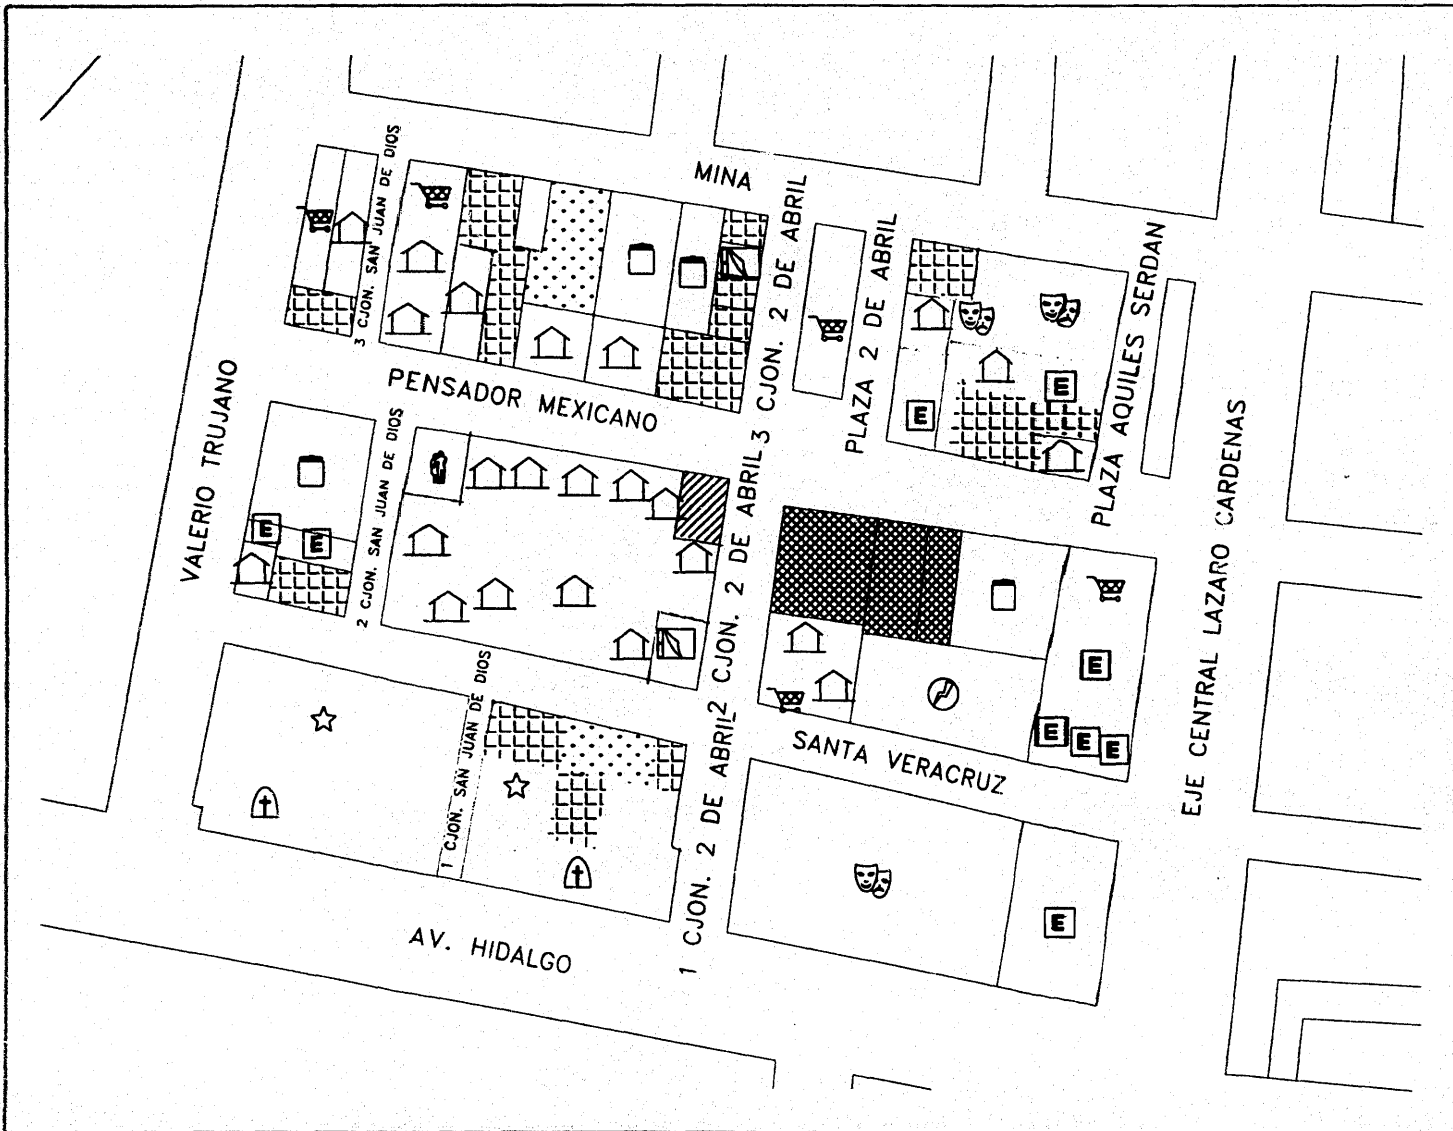 MINA
3 CJON. SAN JUAN DE DIOS
3 CJON. 2 DE ABRIL
PLAZA 2 DE ABRIL
PLAZA AQUILES SERDAN
E
E
PENSADOR MEXICANO
VALERIO TRUJANO
2 CJON. SAN JUAN DE DIOS
E
E
2 CJON. 2 DE ABRIL
EJE CENTRAL LAZARO CARDENAS
E
E
E
E
1 CJON. SAN JUAN DE DIOS
SANTA VERACRUZ
1 CJON. 2 DE ABRIL
E
AV. HIDALGO